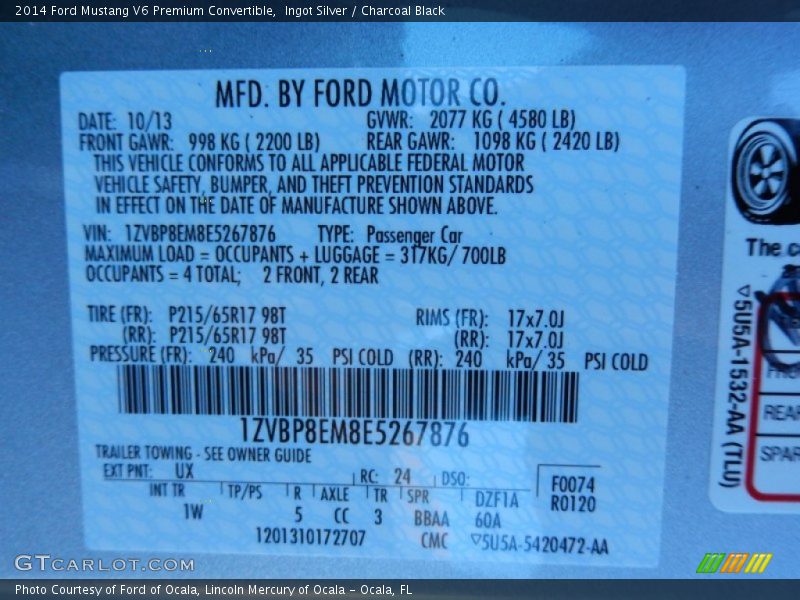 2014 Ford Mustang V6 Premium Convertible,  Ingot Silver / Charcoal Black
MFD. BY FORD MOTOR CO.
DATE: 10/13 GVWR: 2077 KG ( 4580 LB)
FRONT GAWR: 998 KG ( 2200 LB) REAR GAWR: 1098 KG ( 2420 LB)
THIS VEHICLE CONFORMS TO ALL APPLICABLE FEDERAL MOTOR
VEHICLE SAFETY, BUMPER, AND THEFT PREVENTION STANDARDS
IN EFFECT ON THE DATE OF MANUFACTURE SHOWN ABOVE.
VIN: 1ZVBP8EM8E5267876 TYPE: Passenger Car
MAXIMUM LOAD = OCCUPANTS + LUGGAGE = 317KG/ 700LB
OCCUPANTS = 4 TOTAL; 2 FRONT, 2 REAR
TIRE (FR): P215/65R17 98T RIMS (FR): 17x7.0J
(RR): P215/65R17 98T (RR): 17x7.0J
PRESSURE (FR): 240 kPa/ 35 PSI COLD (RR): 240 kPa/ 35 PSI COLD
1ZVBP8EM8E5267876
TRAILER TOWING - SEE OWNER GUIDE
EXT PNT: UX RC: 24 DSO: F0074
INT TR TP/PS R AXLE TR SPR DZF1A R0120
1W 5 CC 3 BBAA 60A
1201310172707 CMC ▽5U5A-5420472-AA
The c
▽5U5A-1532-AA (TLU)
REAR
SPAR
GTCARLOT.COM
Photo Courtesy of Ford of Ocala, Lincoln Mercury of Ocala - Ocala, FL